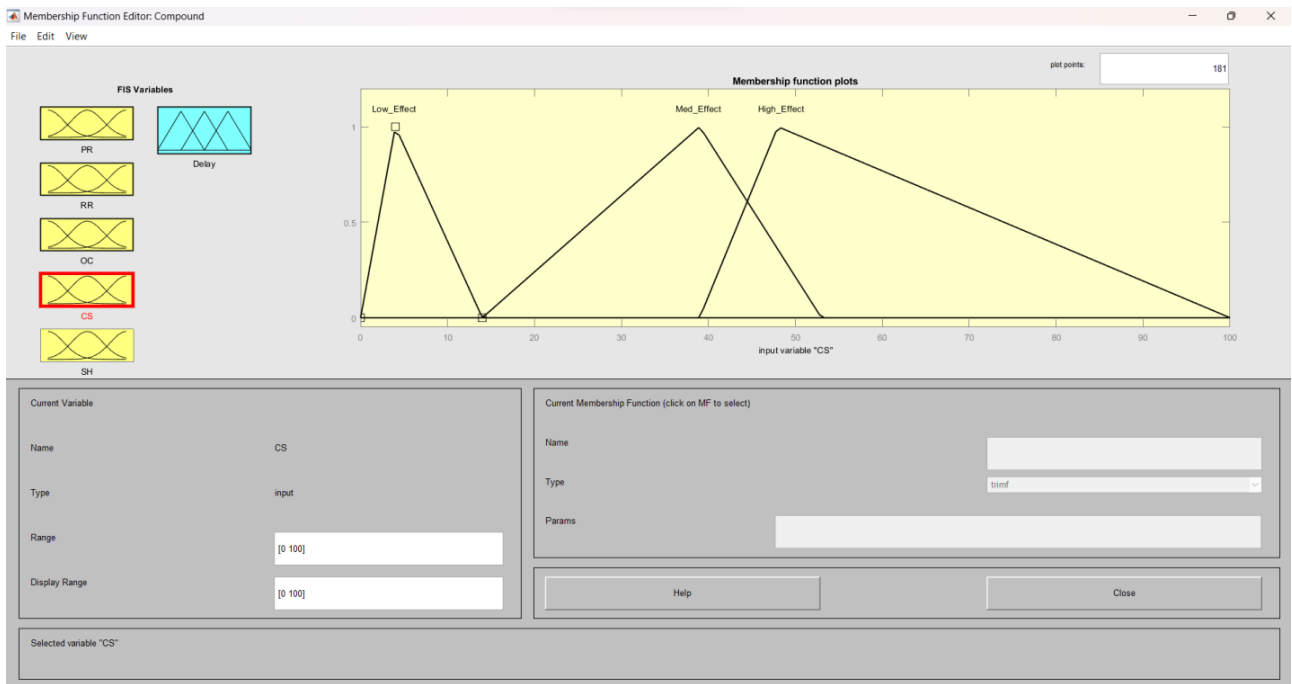 Membership Function Editor: Compound
File Edit View
plot points:
181
FIS Variables
PR
RR
OC
CS
SH
Delay
Membership function plots
Low_Effect
Med_Effect
High_Effect
1
0.5
0
0 10 20 30 40 50 60 70 80 90 100
input variable "CS"
Current Variable
Name CS
Type input
Range [0 100]
Display Range [0 100]
Current Membership Function (click on MF to select)
Name
Type trimf
Params
Help
Close
Selected variable "CS"